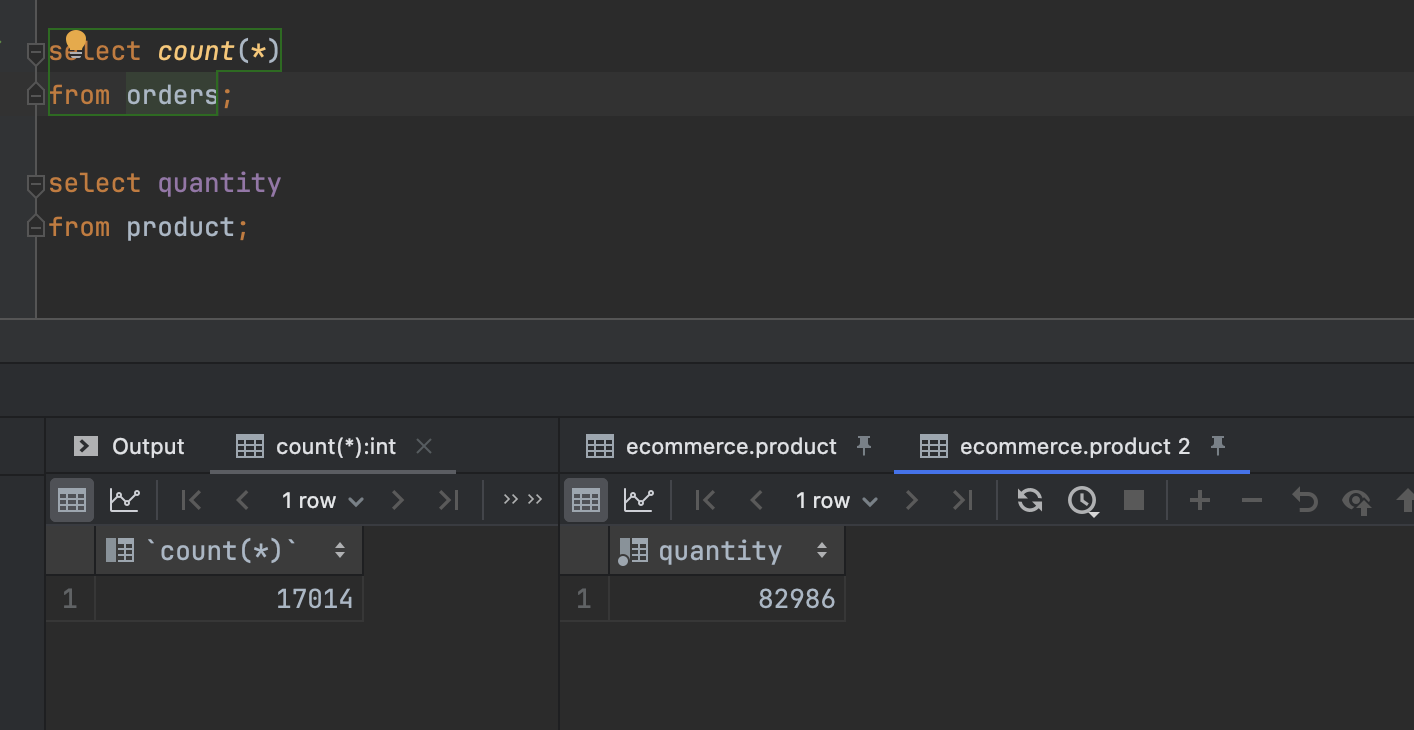 select count(*)
from orders;
select quantity
from product;
Output count(*):int ecommerce.product ecommerce.product 2
1 row 1 row
`count(*)` quantity
1 17014 1 82986